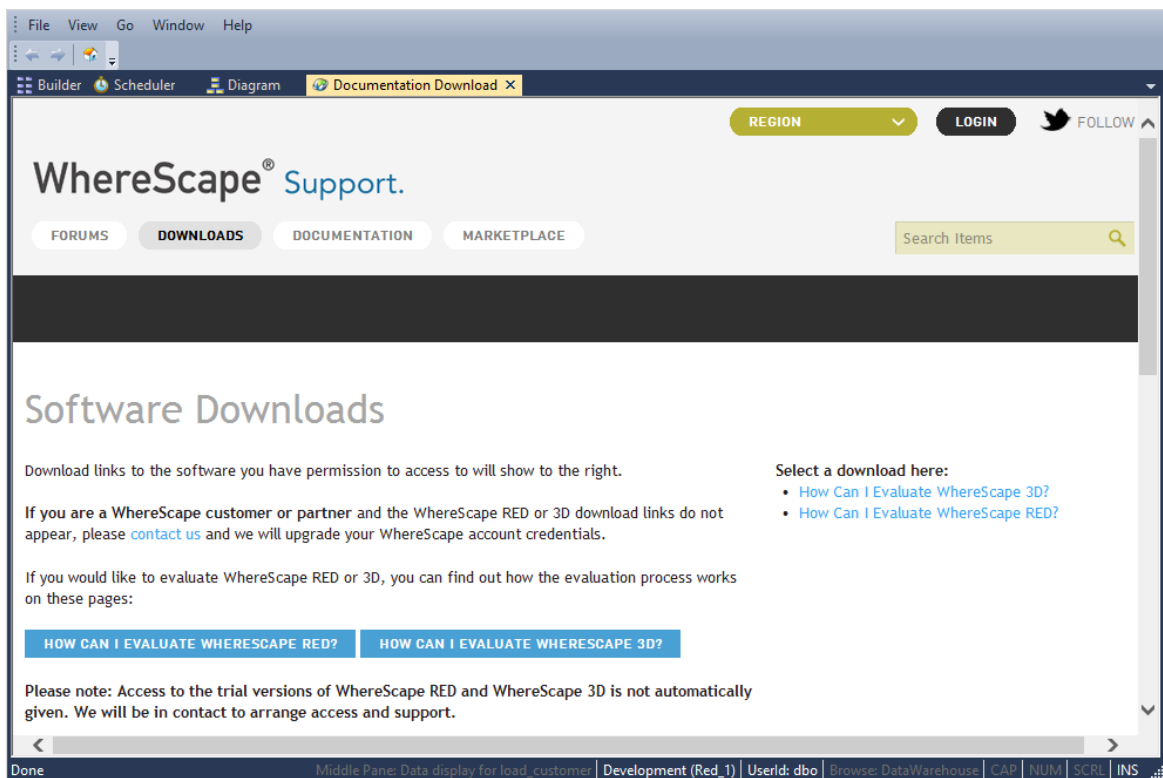 File View Go Window Help
Builder Scheduler Diagram Documentation Download
REGION LOGIN FOLLOW
WhereScape® Support.
FORUMS DOWNLOADS DOCUMENTATION MARKETPLACE Search Items
Software Downloads
Download links to the software you have permission to access to will show to the right.
If you are a WhereScape customer or partner and the WhereScape RED or 3D download links do not
appear, please contact us and we will upgrade your WhereScape account credentials.
If you would like to evaluate WhereScape RED or 3D, you can find out how the evaluation process works
on these pages:
HOW CAN I EVALUATE WHERESCAPE RED? HOW CAN I EVALUATE WHERESCAPE 3D?
Please note: Access to the trial versions of WhereScape RED and WhereScape 3D is not automatically
given. We will be in contact to arrange access and support.
Select a download here:
• How Can I Evaluate WhereScape 3D?
• How Can I Evaluate WhereScape RED?
Done Middle Pane: Data display for load_customer Development (Red_1) UserId: dbo Browse: DataWarehouse CAP NUM SCRL INS